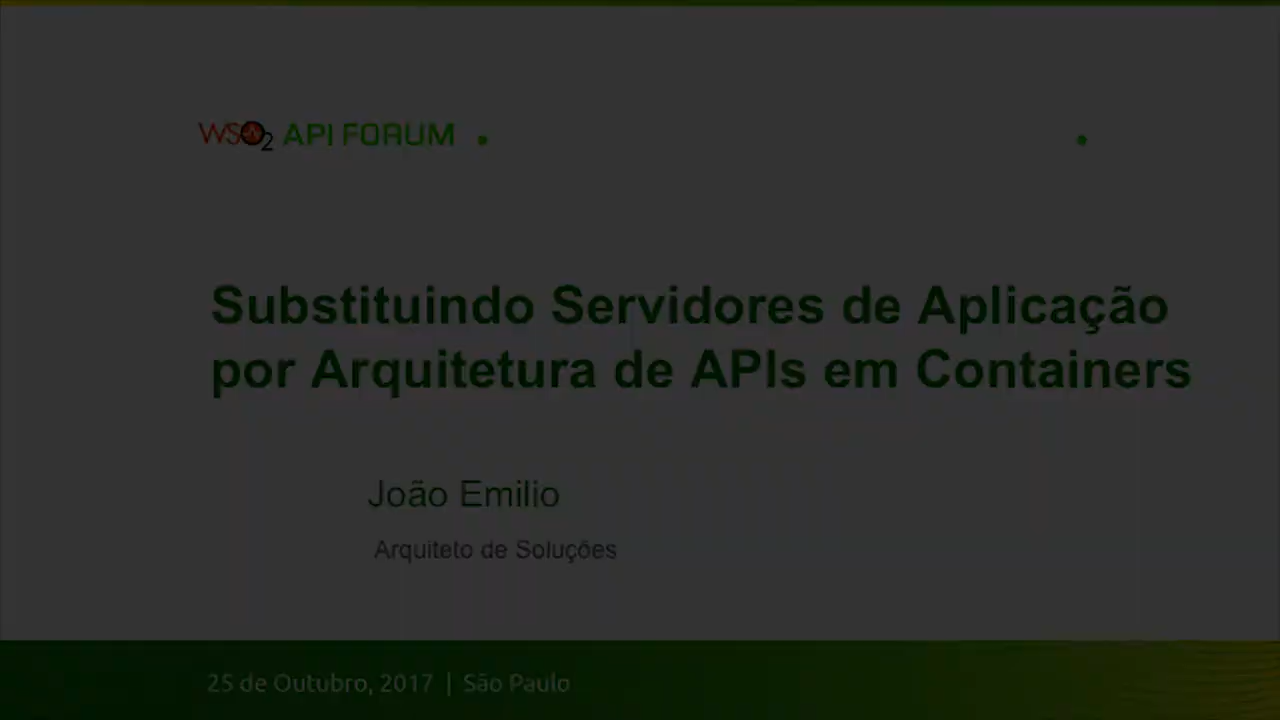 WSO2 API FORUM
Substituindo Servidores de Aplicação
por Arquitetura de APIs em Containers
João Emilio
Arquiteto de Soluções
25 de Outubro, 2017 | São Paulo